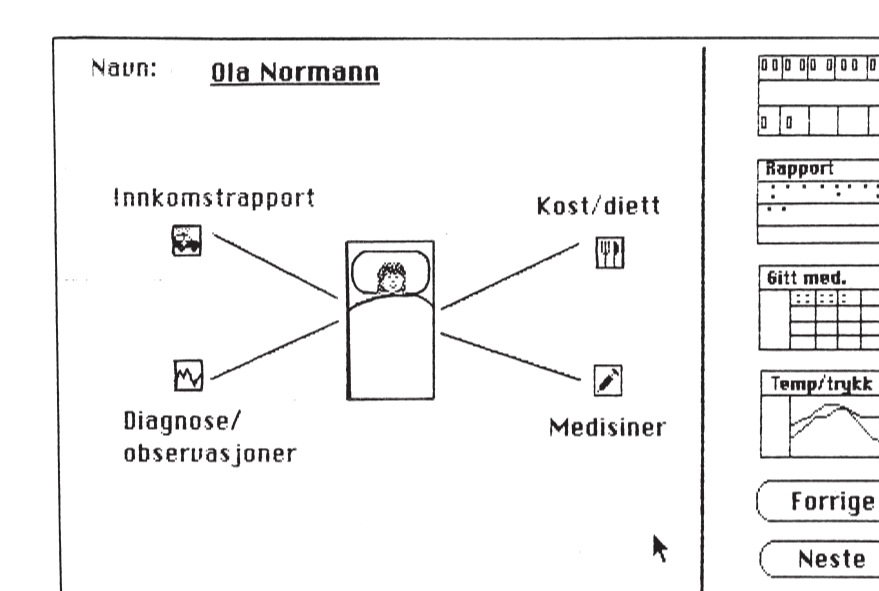 Navn: Ola Normann
Innkomstrapport
Kost/diett
Diagnose/
observasjoner
Medisiner
Rapport
Gitt med.
Temp/trykk
Forrige
Neste